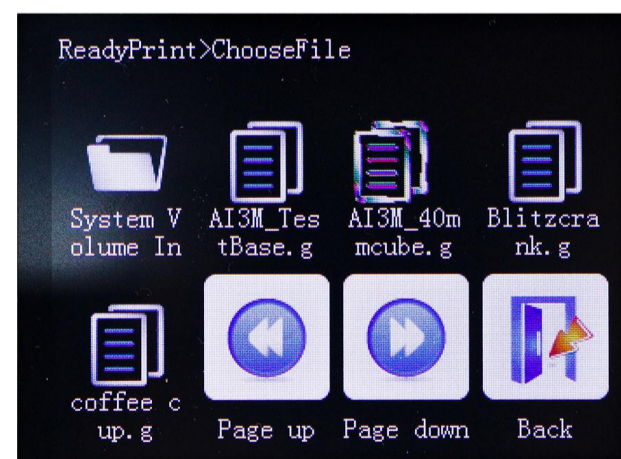 ReadyPrint>ChooseFile
System V
olume In
AI3M_Tes
tBase.g
AI3M_40m
mcube.g
Blitzcra
nk.g
coffee c
up.g
Page up
Page down
Back